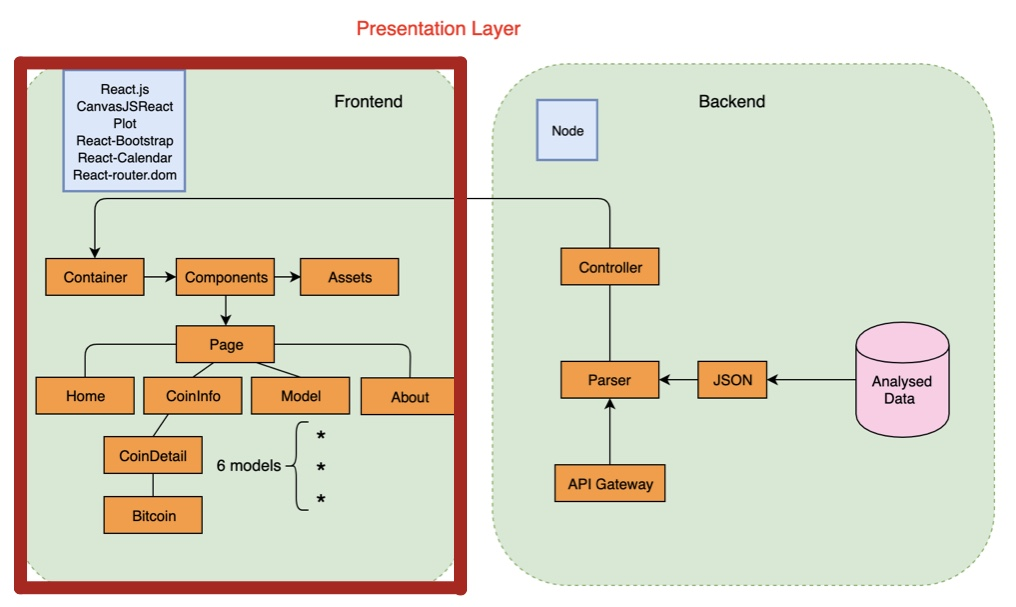 Presentation Layer
React.js
CanvasJSReact
Plot
React-Bootstrap
React-Calendar
React-router.dom
Frontend
Container
Components
Assets
Page
Home
CoinInfo
Model
About
CoinDetail
6 models
*
*
*
Bitcoin
Backend
Node
Controller
Parser
JSON
Analysed
Data
API Gateway